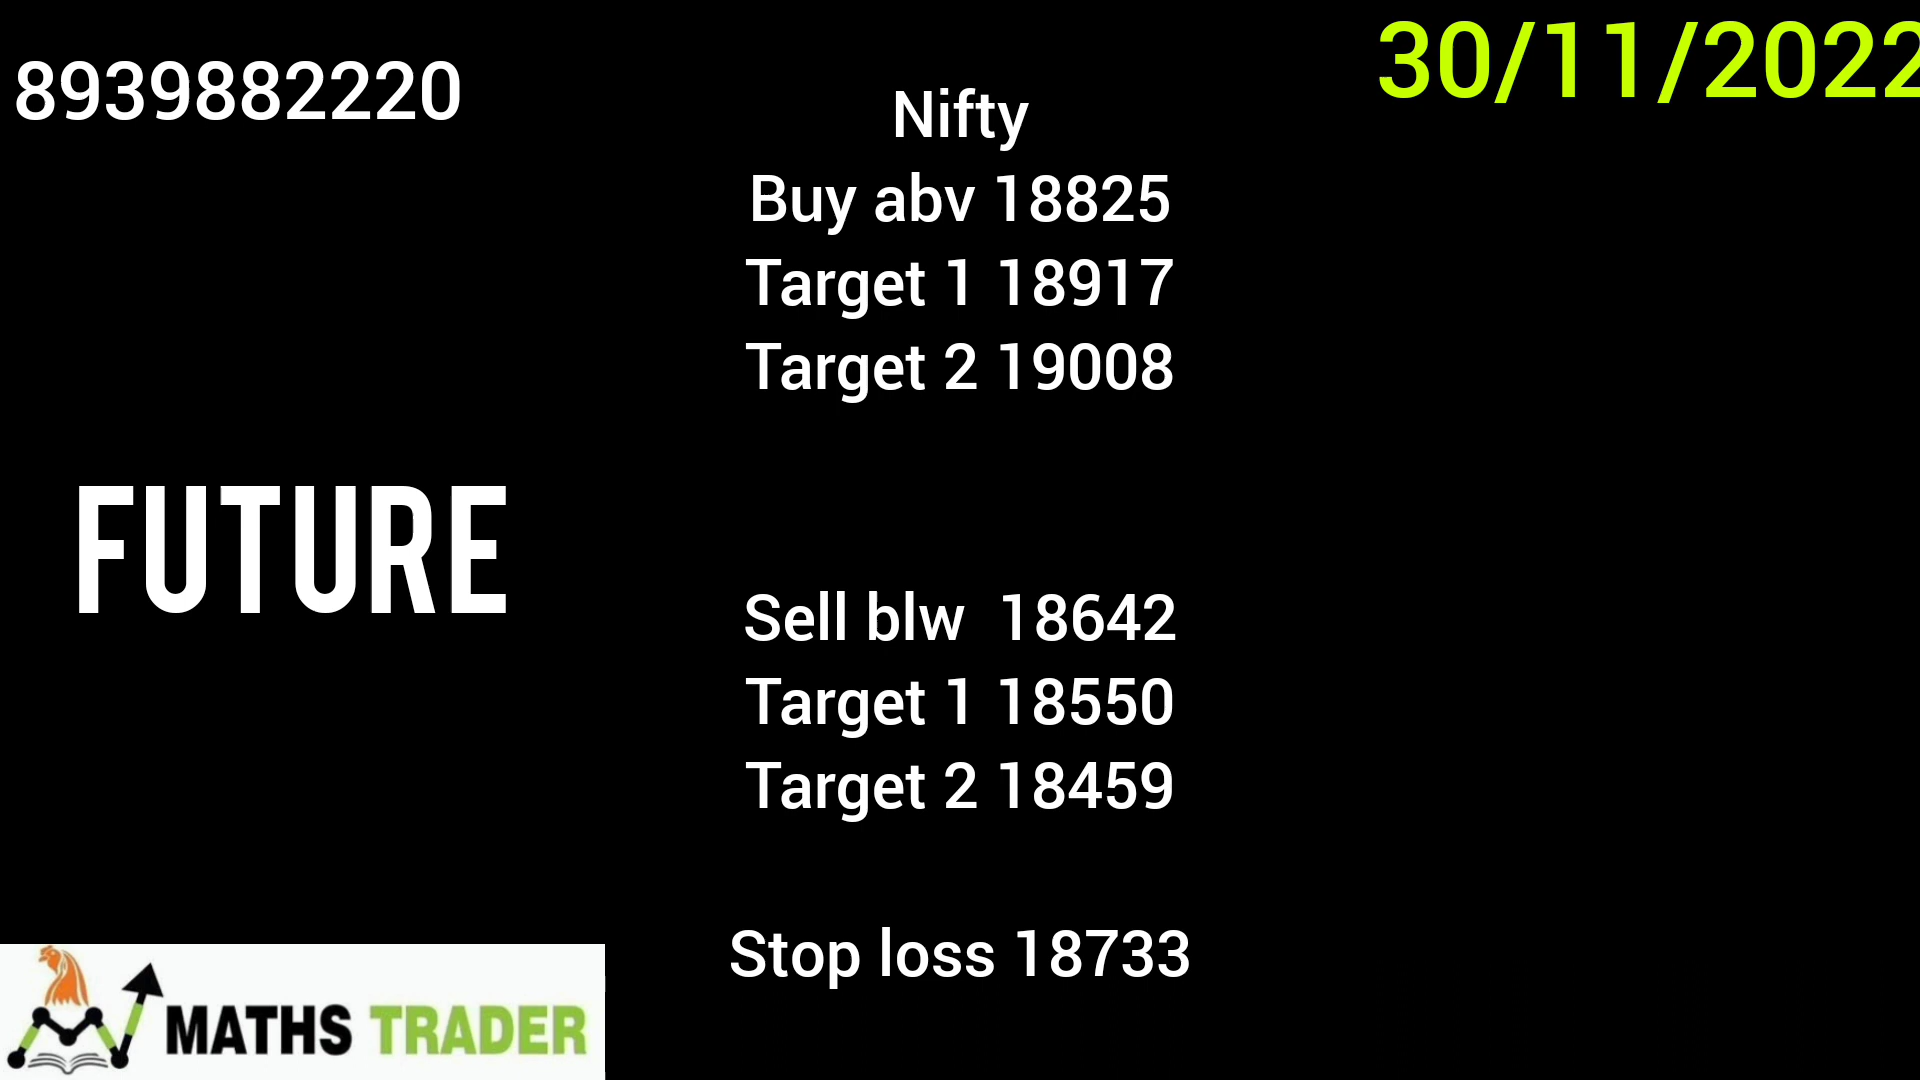 8939882220
30/11/2022
Nifty
Buy abv 18825
Target 1 18917
Target 2 19008
FUTURE
Sell blw  18642
Target 1 18550
Target 2 18459
Stop loss 18733
MATHS TRADER